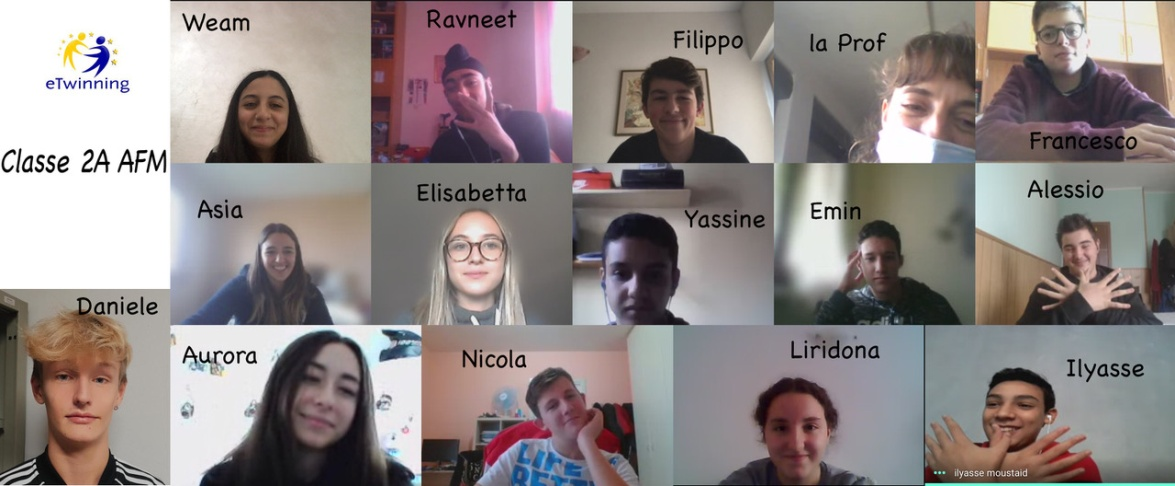 eTwinning
Classe 2A AFM
Weam
Ravneet
Filippo
la Prof
Francesco
Asia
Elisabetta
Yassine
Emin
Alessio
Daniele
Aurora
Nicola
Liridona
Ilyasse
ilyasse moustaid